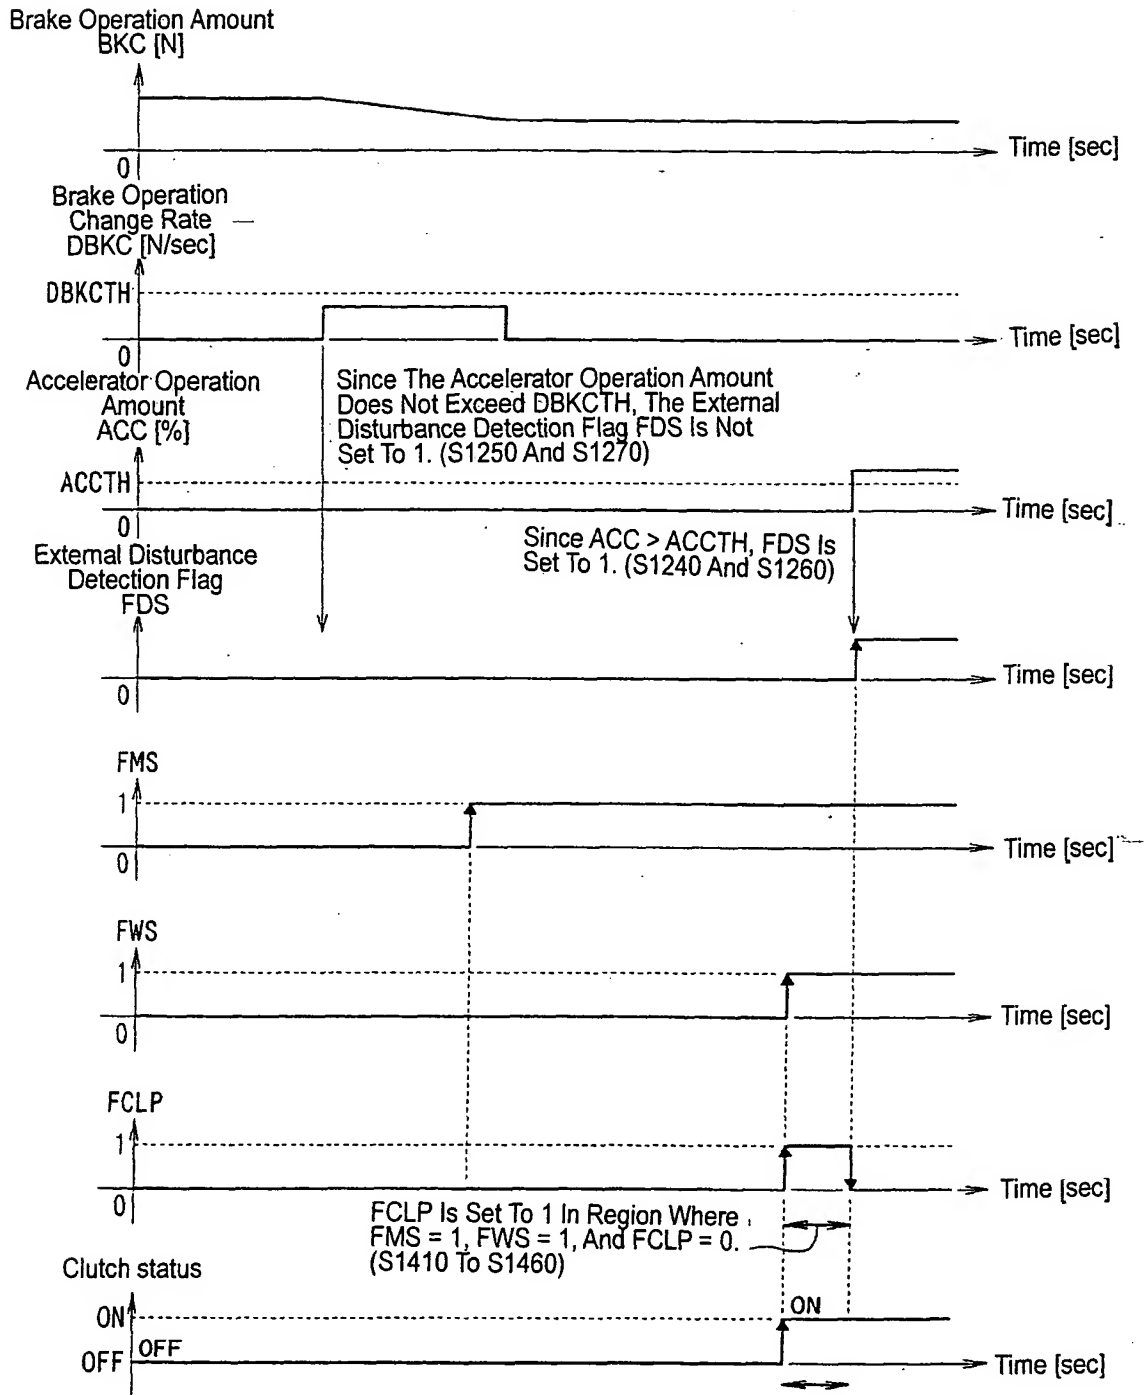 Brake Operation Amount
BKC [N]
0
Time [sec]
Brake Operation
Change Rate
DBKC [N/sec]
DBKCTH
0
Time [sec]
Accelerator Operation
Amount
ACC [%]
Since The Accelerator Operation Amount
Does Not Exceed DBKCTH, The External
Disturbance Detection Flag FDS Is Not
Set To 1. (S1250 And S1270)
ACCTH
0
Time [sec]
Since ACC > ACCTH, FDS Is
Set To 1. (S1240 And S1260)
External Disturbance
Detection Flag
FDS
0
Time [sec]
FMS
1
0
Time [sec]
FWS
1
0
Time [sec]
FCLP
1
0
Time [sec]
FCLP Is Set To 1 In Region Where
FMS = 1, FWS = 1, And FCLP = 0.
(S1410 To S1460)
Clutch status
ON
ON
OFF
OFF
Time [sec]